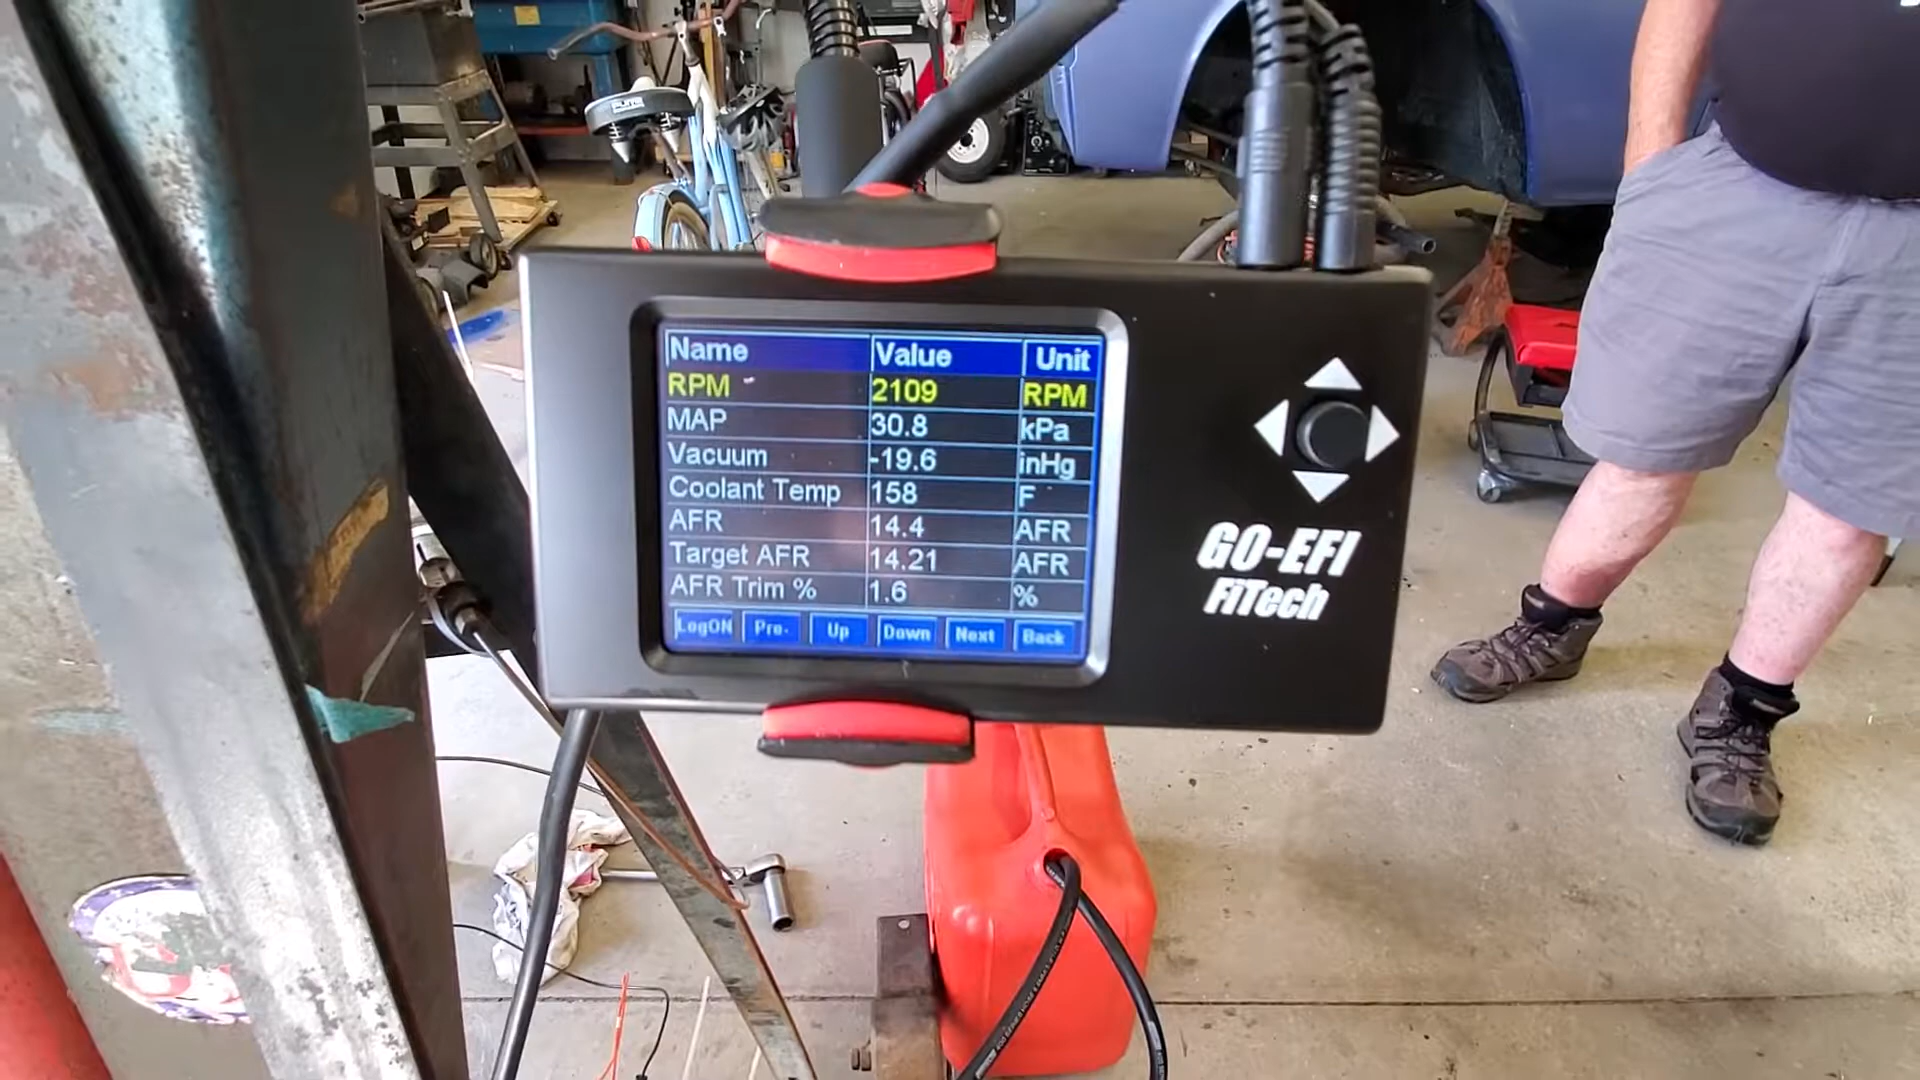 Name Value Unit
RPM 2109 RPM
MAP 30.8 kPa
Vacuum -19.6 inHg
Coolant Temp 158 F
AFR 14.4 AFR
Target AFR 14.21 AFR
AFR Trim % 1.6 %
LogON Pre- Up Down Next Back
GO-EFI
FiTech